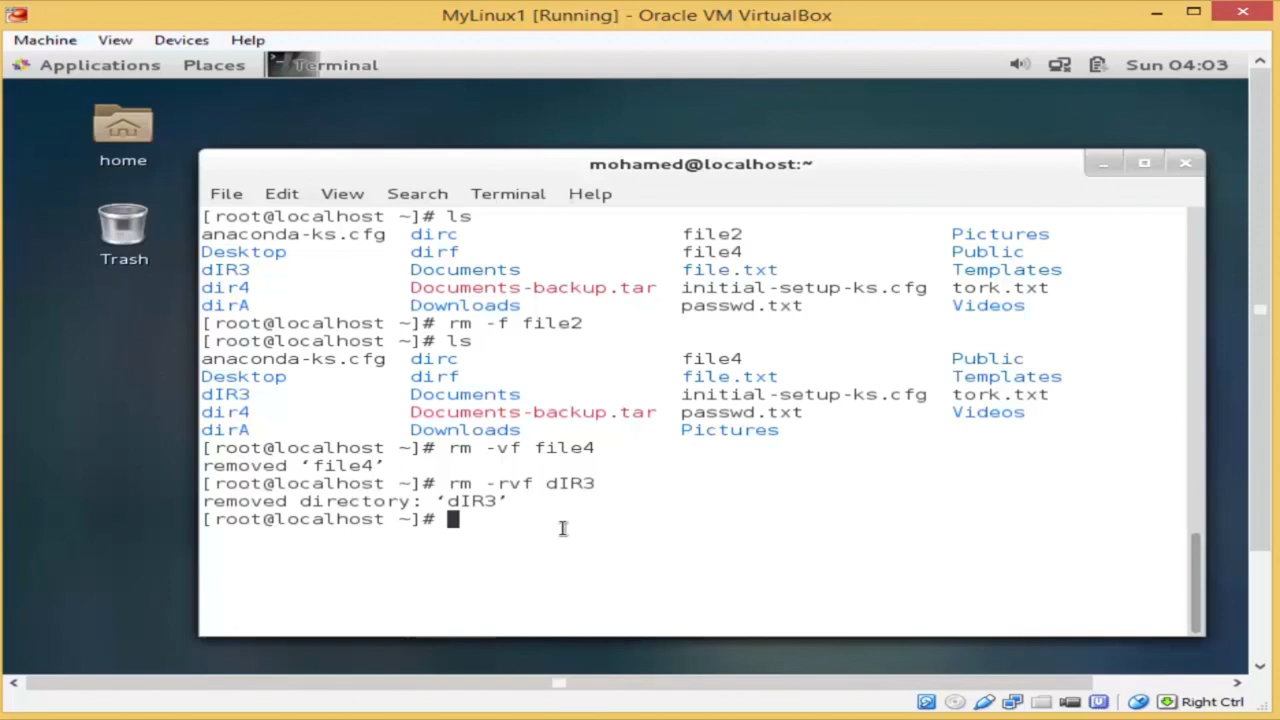 MyLinux1 [Running] - Oracle VM VirtualBox
Machine View Devices Help
Applications Places Terminal Sun 04:03
home
Trash
mohamed@localhost:~
File Edit View Search Terminal Help
[root@localhost ~]# ls
anaconda-ks.cfg dirc file2 Pictures
Desktop dirf file4 Public
dIR3 Documents file.txt Templates
dir4 Documents-backup.tar initial-setup-ks.cfg tork.txt
dirA Downloads passwd.txt Videos
[root@localhost ~]# rm -f file2
[root@localhost ~]# ls
anaconda-ks.cfg dirc file4 Public
Desktop dirf file.txt Templates
dIR3 Documents initial-setup-ks.cfg tork.txt
dir4 Documents-backup.tar passwd.txt Videos
dirA Downloads Pictures
[root@localhost ~]# rm -vf file4
removed ‘file4’
[root@localhost ~]# rm -rvf dIR3
removed directory: ‘dIR3’
[root@localhost ~]#
Right Ctrl